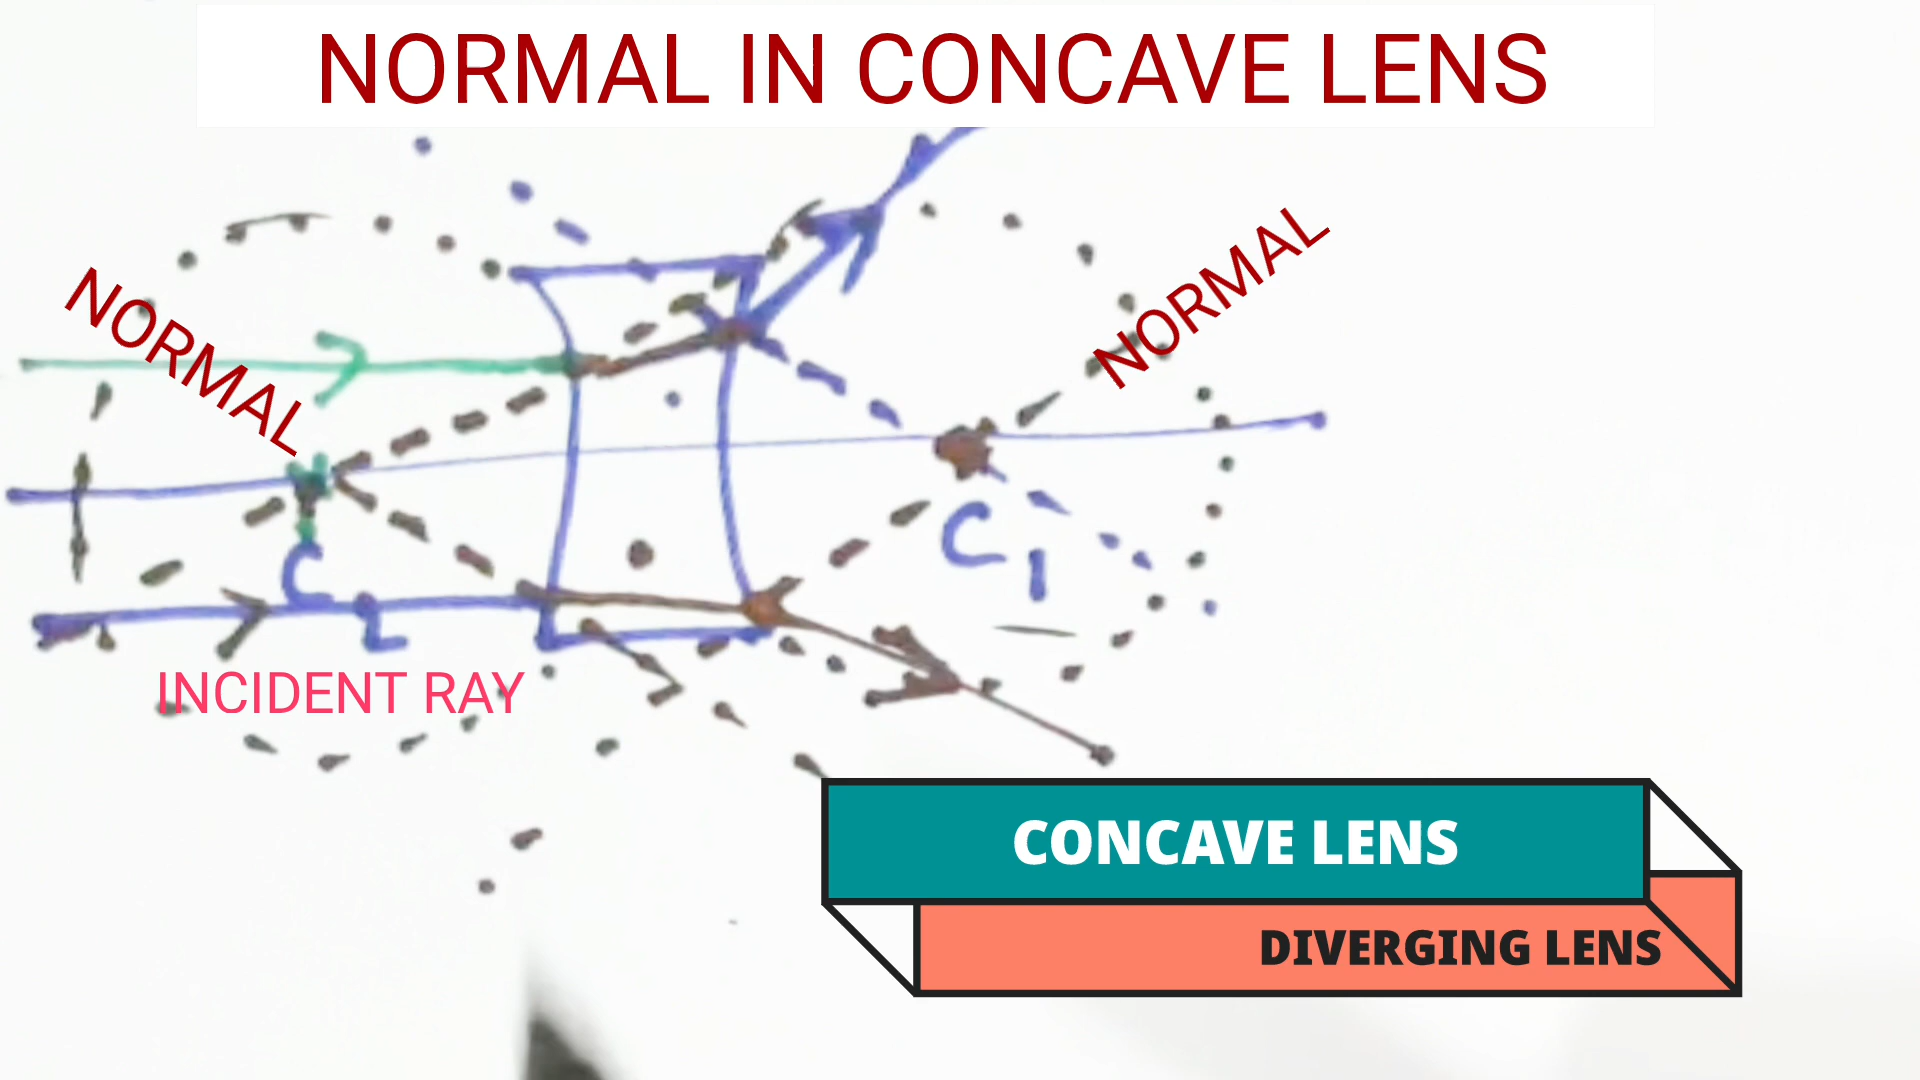 NORMAL IN CONCAVE LENS
NORMAL
NORMAL
C1
C2
INCIDENT RAY
CONCAVE LENS
DIVERGING LENS